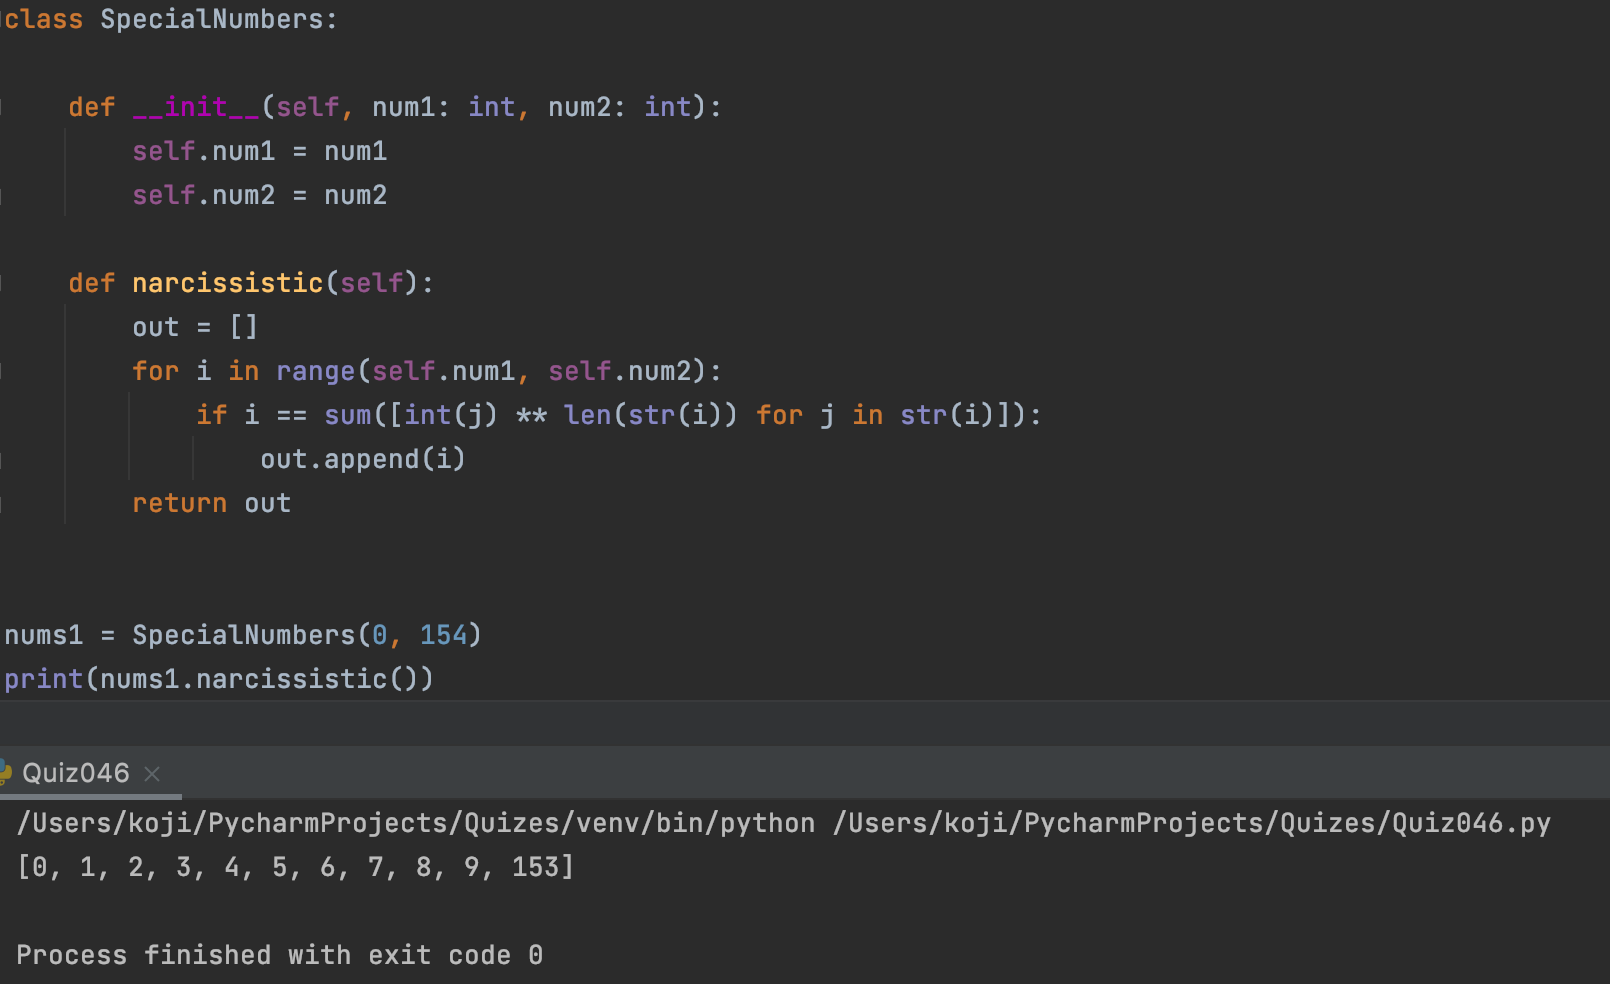 class SpecialNumbers:
    def __init__(self, num1: int, num2: int):
        self.num1 = num1
        self.num2 = num2
    def narcissistic(self):
        out = []
        for i in range(self.num1, self.num2):
            if i == sum([int(j) ** len(str(i)) for j in str(i)]):
                out.append(i)
        return out
nums1 = SpecialNumbers(0, 154)
print(nums1.narcissistic())
Quiz046
/Users/koji/PycharmProjects/Quizes/venv/bin/python /Users/koji/PycharmProjects/Quizes/Quiz046.py
[0, 1, 2, 3, 4, 5, 6, 7, 8, 9, 153]
Process finished with exit code 0